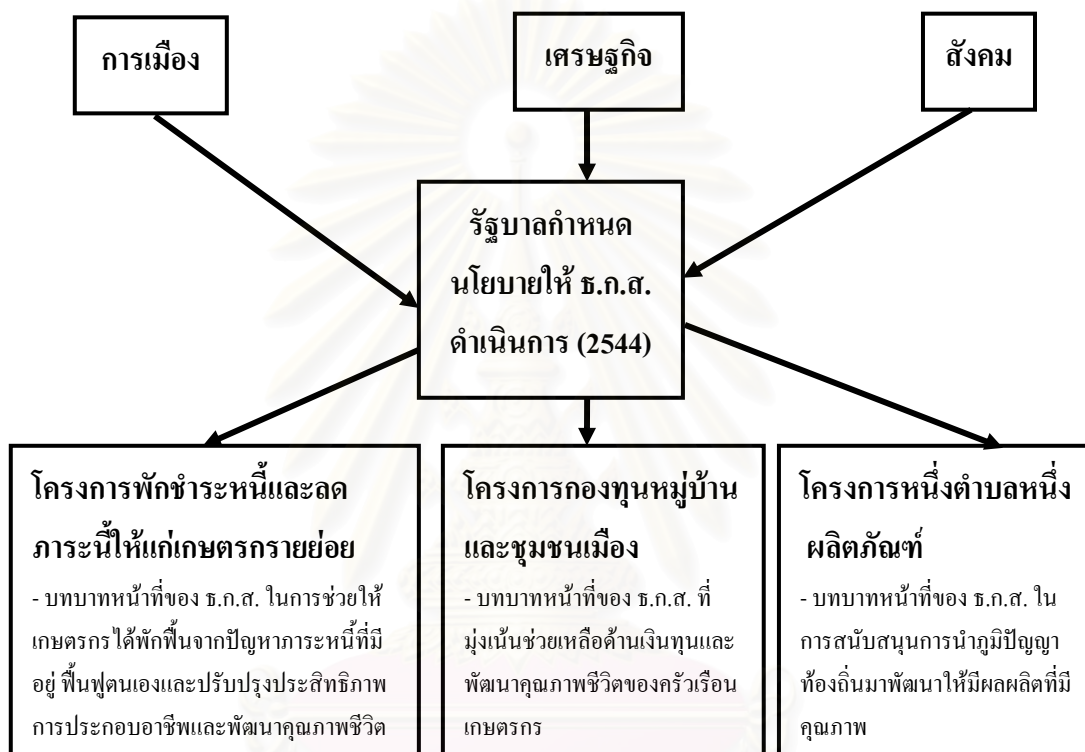 การเมือง
เศรษฐกิจ
สังคม
รัฐบาลกำหนด
นโยบายให้ ธ.ก.ส.
ดำเนินการ (2544)
โครงการพักชำระหนี้และลด
ภาระนี้ให้แก่เกษตรกรายย่อย
- บทบาทหน้าที่ของ ธ.ก.ส. ในการช่วยให้
เกษตรกรได้พักฟื้นจากปัญหาภาระหนี้ที่มี
อยู่ ฟื้นฟูตนเองและปรับปรุงประสิทธิภาพ
การประกอบอาชีพและพัฒนาคุณภาพชีวิต
โครงการกองทุนหมู่บ้าน
และชุมชนเมือง
- บทบาทหน้าที่ของ ธ.ก.ส. ที่
มุ่งเน้นช่วยเหลือด้านเงินทุนและ
พัฒนาคุณภาพชีวิตของครัวเรือน
เกษตรกร
โครงการหนึ่งตำบลหนึ่ง
ผลิตภัณฑ์
- บทบาทหน้าที่ของ ธ.ก.ส. ใน
การสนับสนุนการนำภูมิปัญญา
ท้องถิ่นมาพัฒนาให้มีผลผลิตที่มี
คุณภาพ